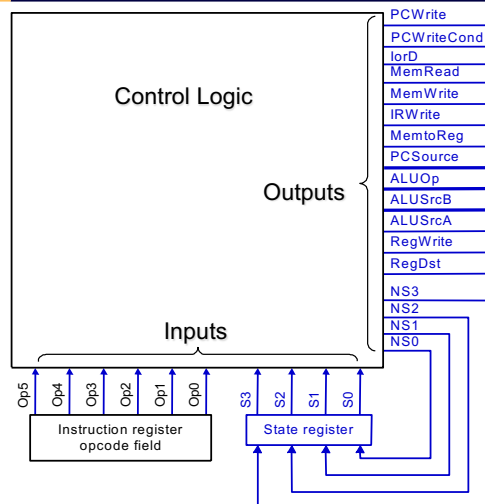 PCWrite
PCWriteCond
IorD
MemRead
MemWrite
IRWrite
MemtoReg
PCSource
ALUOp
ALUSrcB
ALUSrcA
RegWrite
RegDst
NS3
NS2
NS1
NS0
Control Logic
Outputs
Inputs
Op5
Op4
Op3
Op2
Op1
Op0
S3
S2
S1
S0
Instruction register
opcode field
State register